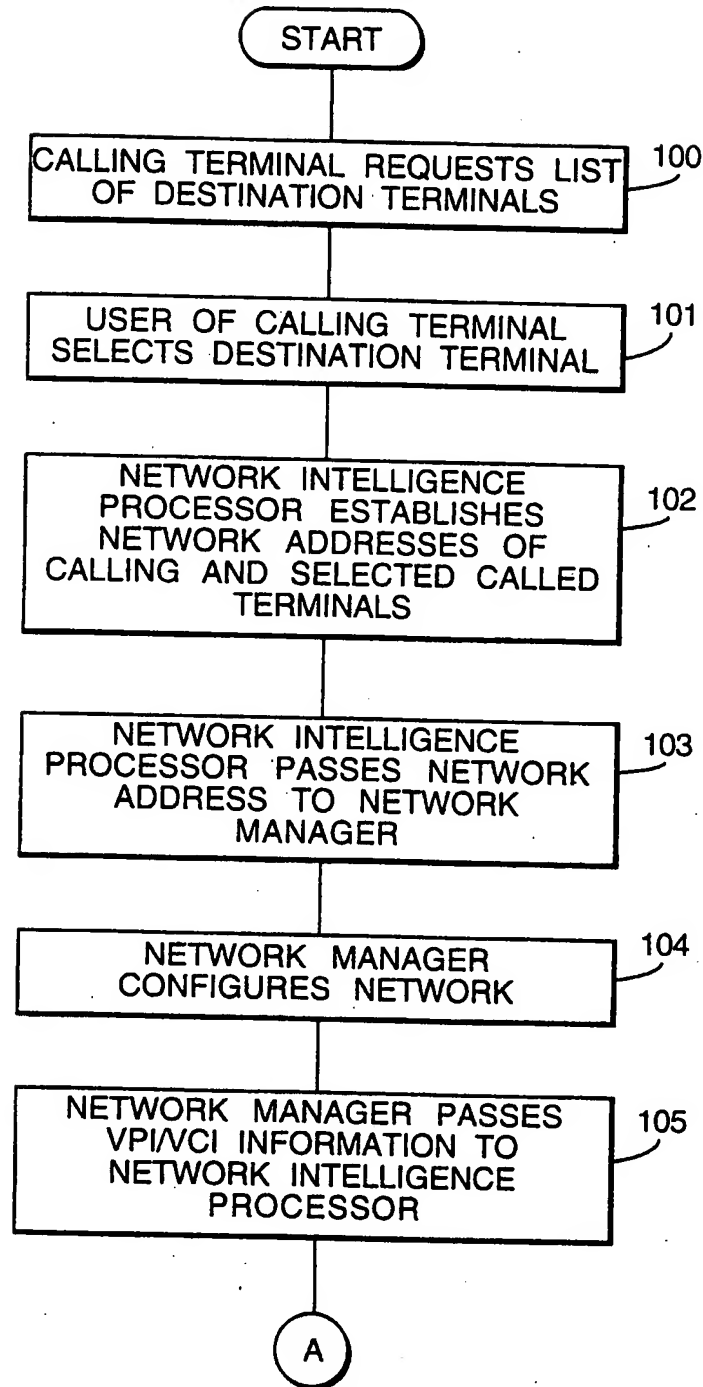 START
CALLING TERMINAL REQUESTS LIST
OF DESTINATION TERMINALS
100
USER OF CALLING TERMINAL
SELECTS DESTINATION TERMINAL
101
NETWORK INTELLIGENCE
PROCESSOR ESTABLISHES
NETWORK ADDRESSES OF
CALLING AND SELECTED CALLED
TERMINALS
102
NETWORK INTELLIGENCE
PROCESSOR PASSES NETWORK
ADDRESS TO NETWORK
MANAGER
103
NETWORK MANAGER
CONFIGURES NETWORK
104
NETWORK MANAGER PASSES
VPI/VCI INFORMATION TO
NETWORK INTELLIGENCE
PROCESSOR
105
A